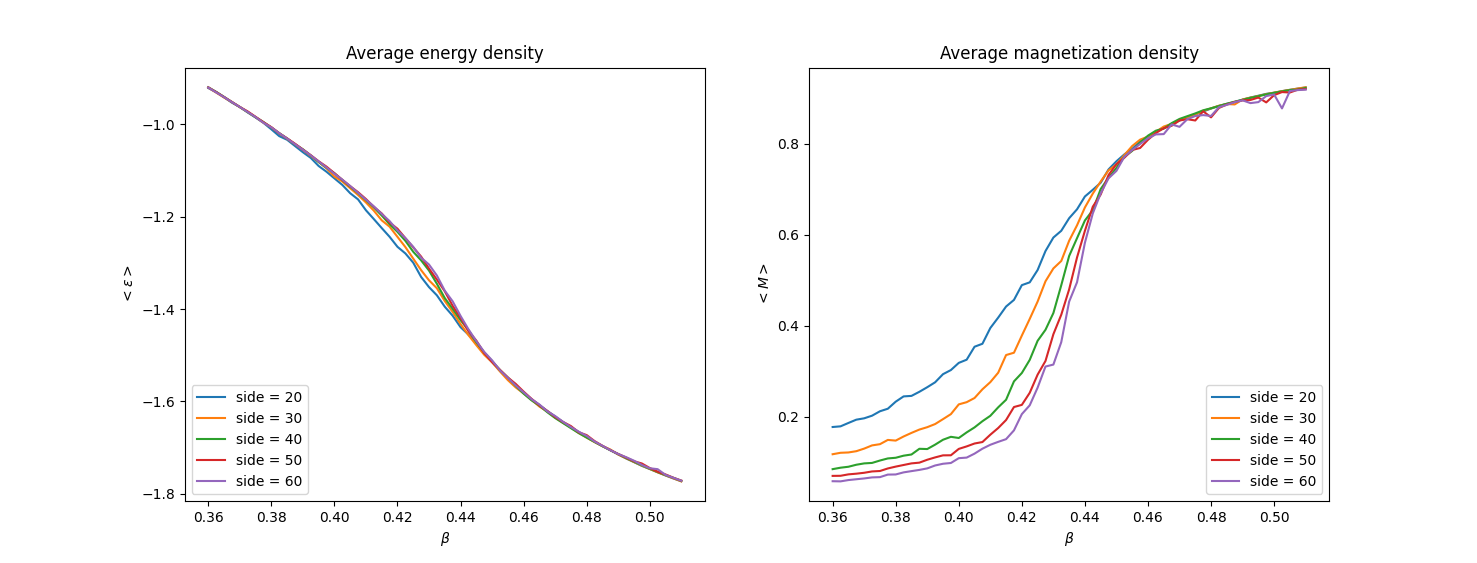 Average energy density
< ε >
−1.0
−1.2
−1.4
−1.6
−1.8
0.36 0.38 0.40 0.42 0.44 0.46 0.48 0.50
β
side = 20
side = 30
side = 40
side = 50
side = 60
Average magnetization density
< M >
0.8
0.6
0.4
0.2
0.36 0.38 0.40 0.42 0.44 0.46 0.48 0.50
β
side = 20
side = 30
side = 40
side = 50
side = 60